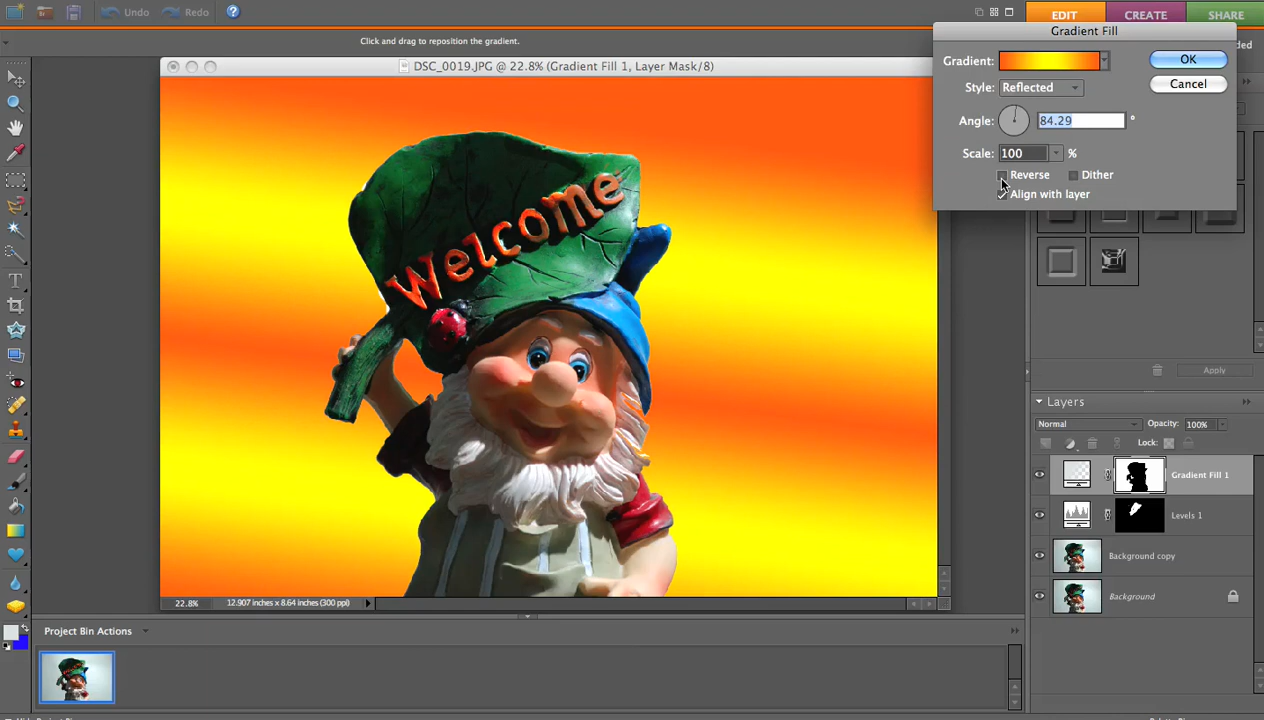 Undo
Redo
?
EDIT
CREATE
SHARE
Click and drag to reposition the gradient.
DSC_0019.JPG @ 22.8% (Gradient Fill 1, Layer Mask/8)
Gradient Fill
Gradient:
OK
Style: Reflected
Cancel
Angle: 84.29 °
Scale: 100 %
Reverse
Dither
Align with layer
Welcome
Apply
Layers
Normal
Opacity: 100%
Lock:
Gradient Fill 1
Levels 1
Background copy
Background
22.8%
12.907 inches x 8.64 inches (300 ppi)
Project Bin Actions